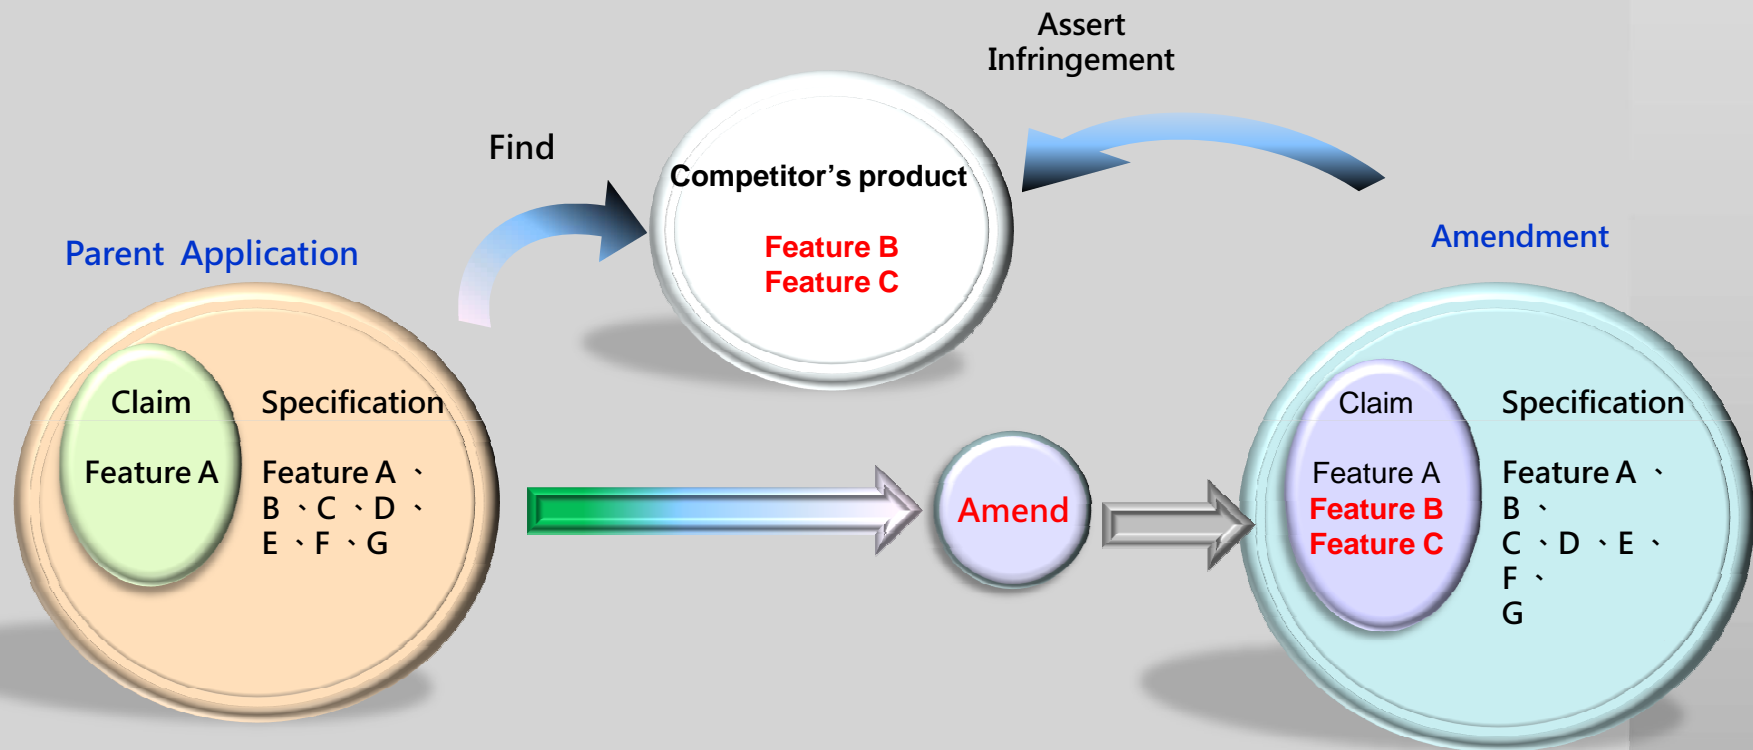 Assert
Infringement
Find
Competitor’s product
Feature B
Feature C
Parent Application
Amendment
Claim
Feature A
Specification
Feature A、
B、C、D、
E、F、G
Amend
Claim
Feature A
Feature B
Feature C
Specification
Feature A、
B、
C、D、E、
F、
G